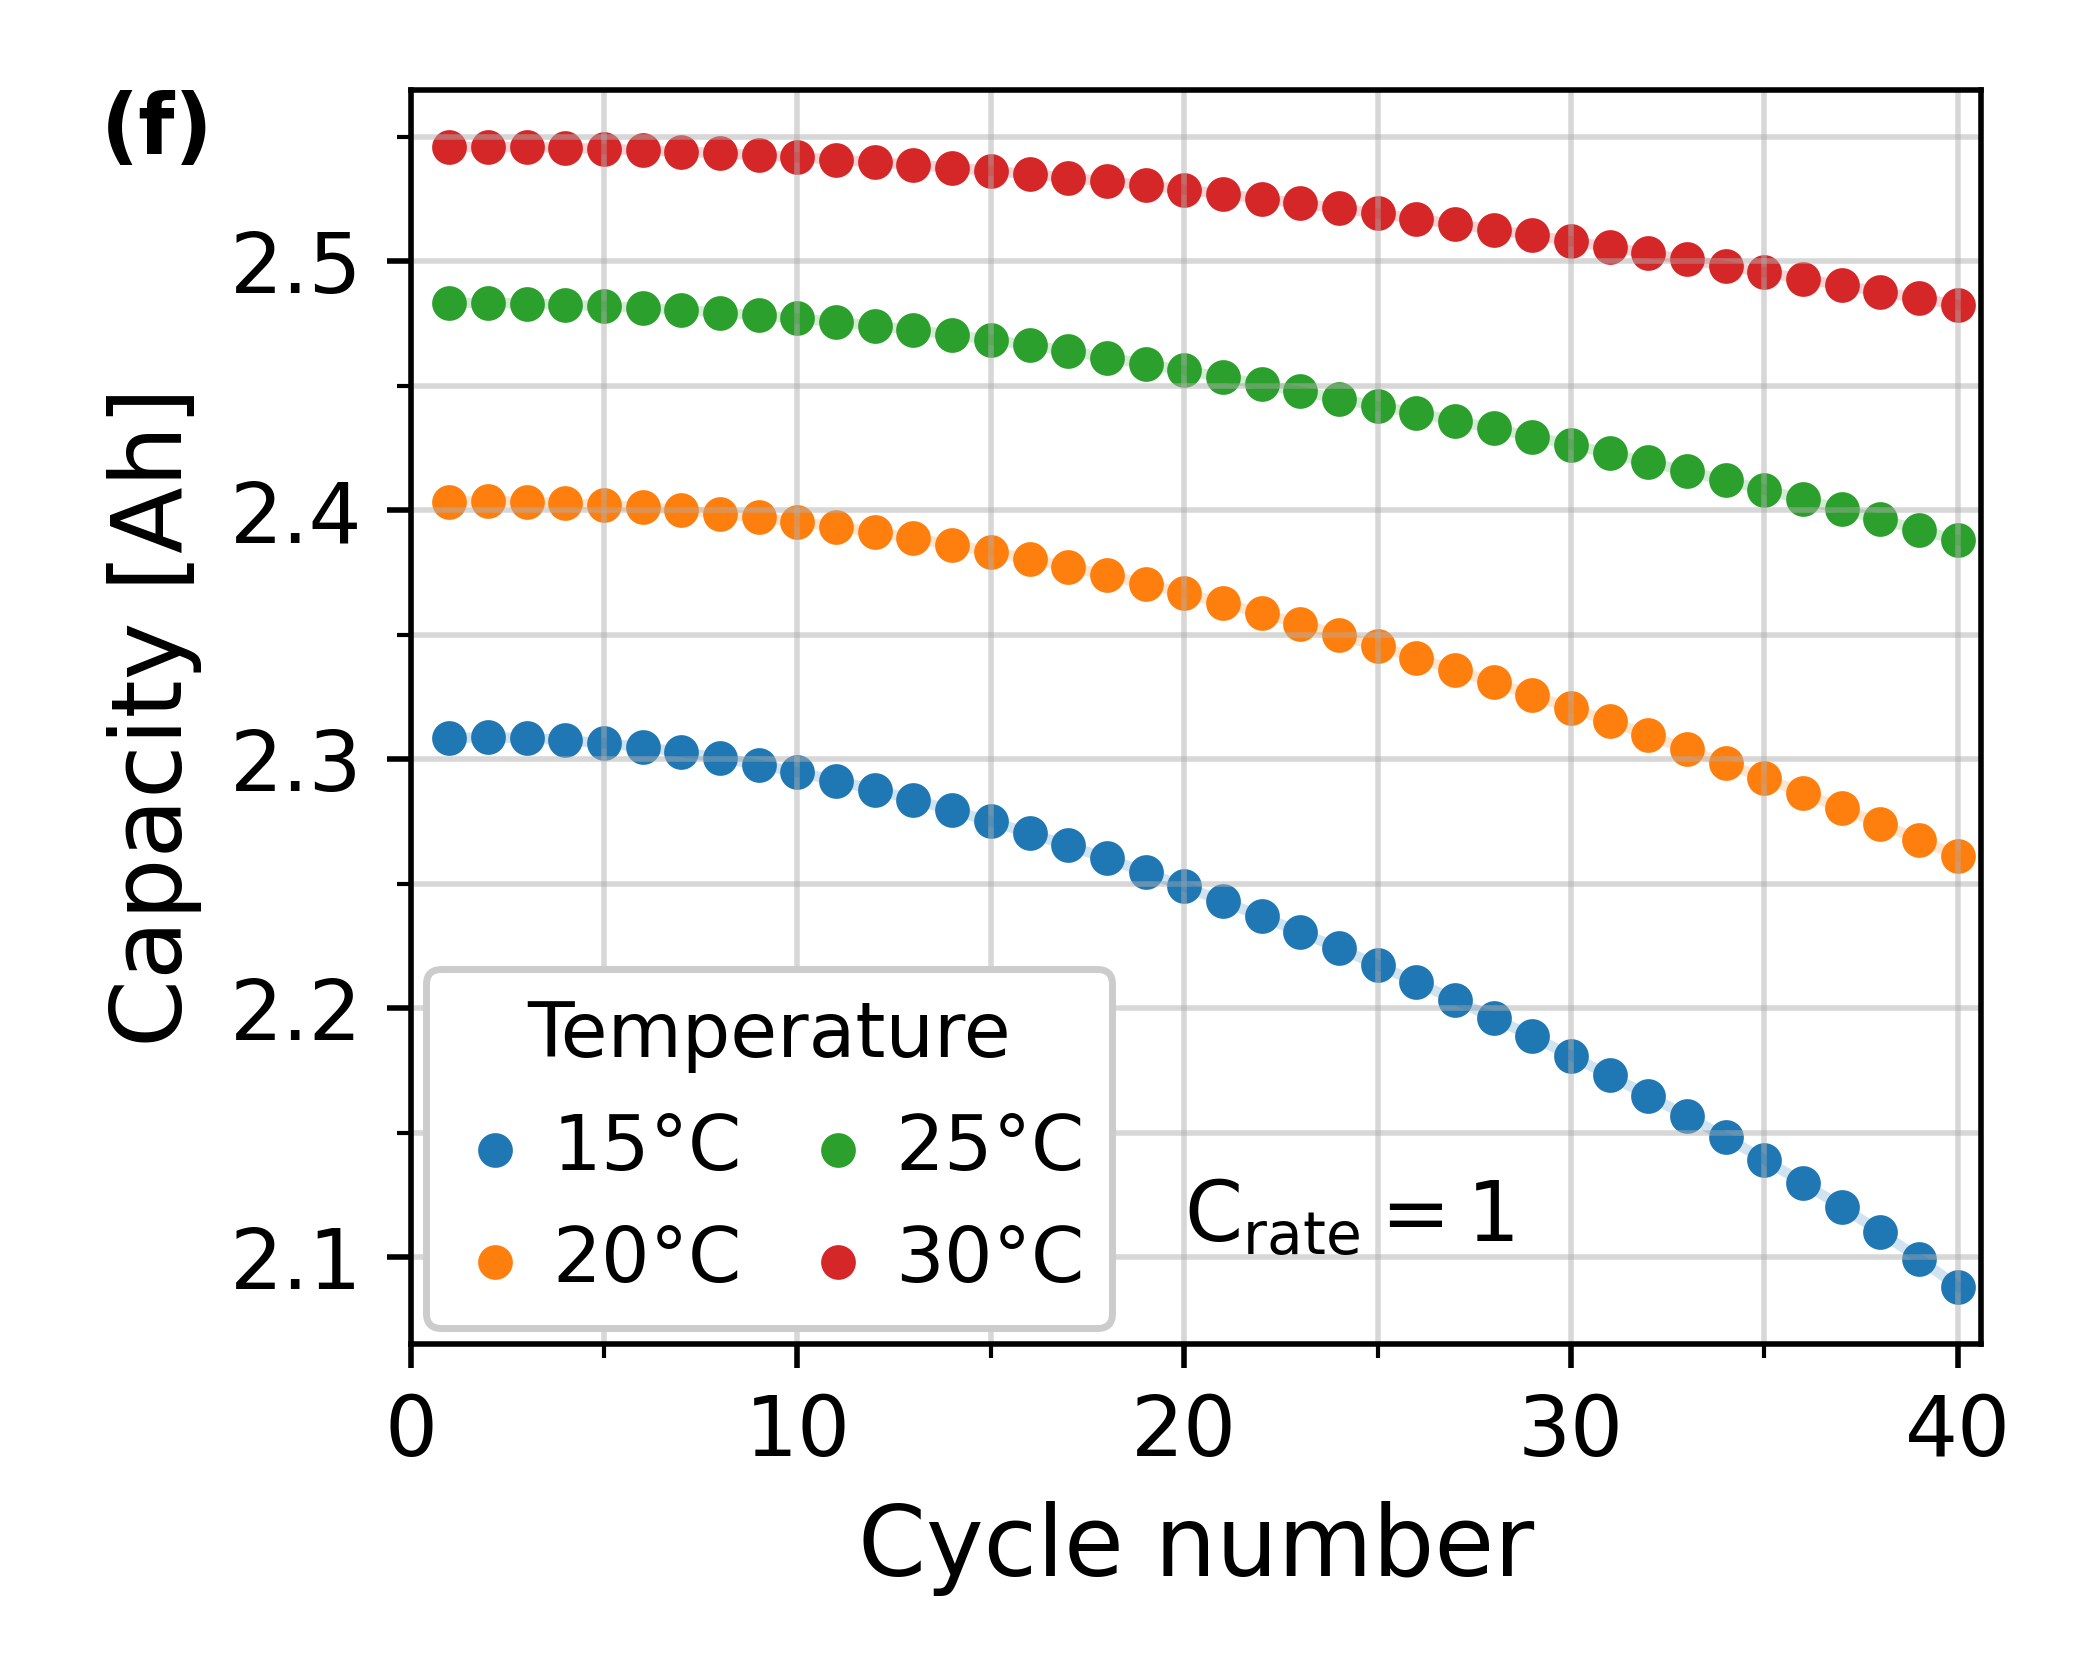 (f)
Capacity [Ah]
2.5
2.4
2.3
2.2
2.1
Temperature
15°C 25°C
20°C 30°C
C_rate = 1
0 10 20 30 40
Cycle number